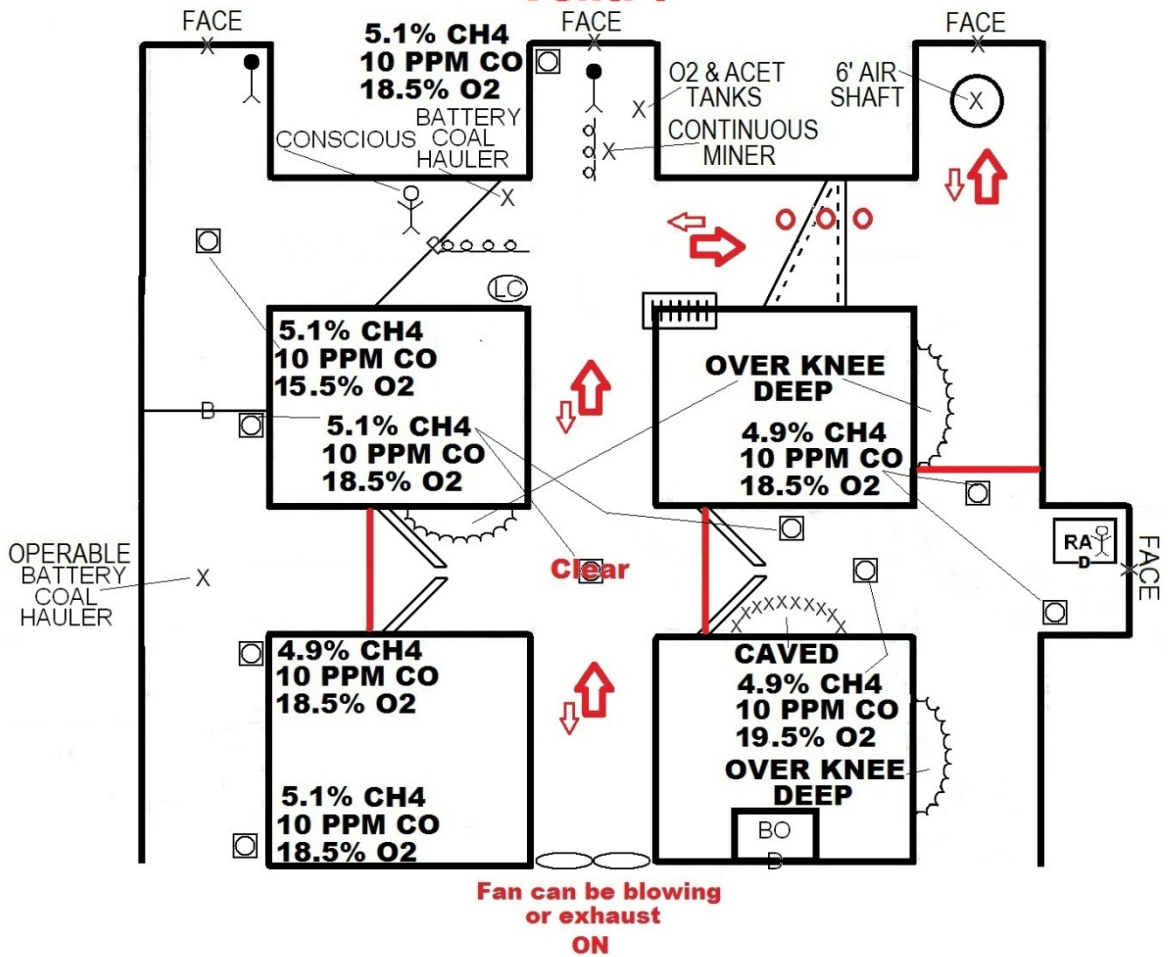 FACE
5.1% CH4
10 PPM CO
18.5% O2
FACE
FACE
O2 & ACET
TANKS
6' AIR
SHAFT
X
X
X
X
X
BATTERY
COAL
HAULER
CONSCIOUS
X
CONTINUOUS
MINER
X
LC
5.1% CH4
10 PPM CO
15.5% O2
OVER KNEE
DEEP
B
5.1% CH4
10 PPM CO
18.5% O2
4.9% CH4
10 PPM CO
18.5% O2
OPERABLE
BATTERY
COAL
HAULER
X
Clear
RA
D
FACE
X
XXXXXXXXXX
4.9% CH4
10 PPM CO
18.5% O2
CAVED
4.9% CH4
10 PPM CO
19.5% O2
OVER KNEE
DEEP
5.1% CH4
10 PPM CO
18.5% O2
BO
D
Fan can be blowing
or exhaust
ON